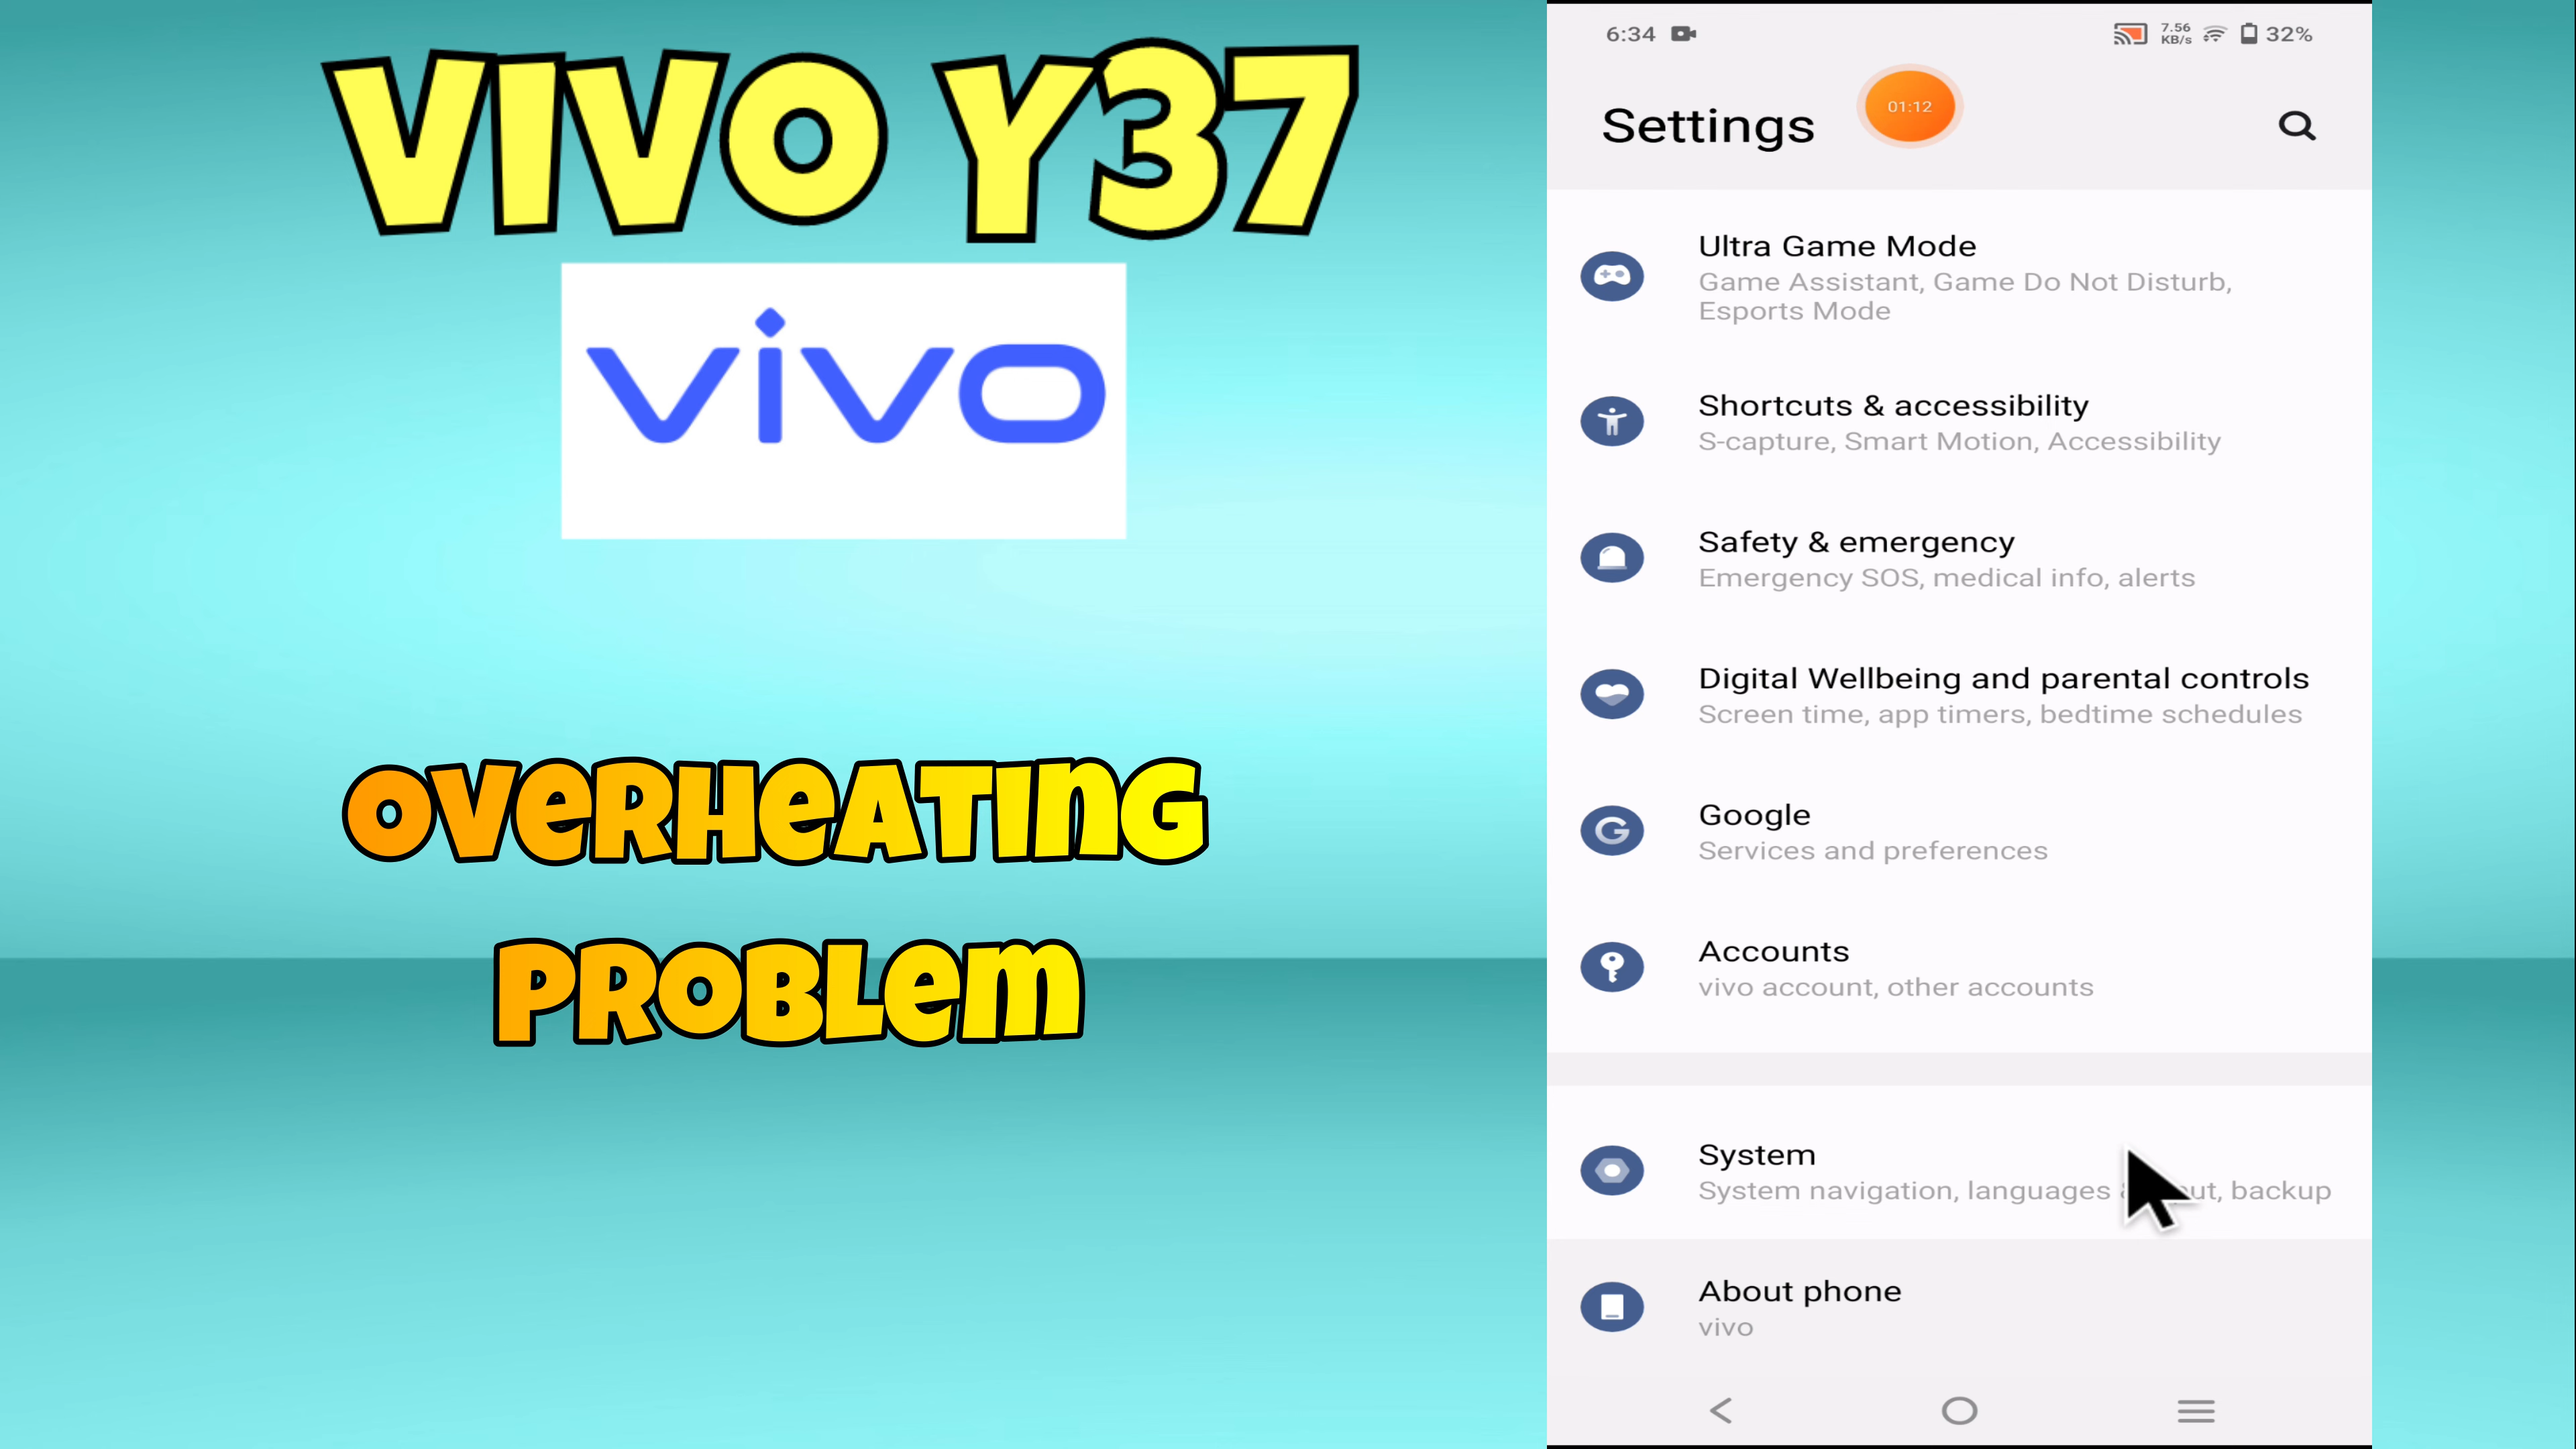 VIVO Y37
vivo
OVERHEATING
PROBLEM
6:34
7.56
KB/s
32%
Settings
01:12
Ultra Game Mode
Game Assistant, Game Do Not Disturb,
Esports Mode
Shortcuts & accessibility
S-capture, Smart Motion, Accessibility
Safety & emergency
Emergency SOS, medical info, alerts
Digital Wellbeing and parental controls
Screen time, app timers, bedtime schedules
Google
Services and preferences
Accounts
vivo account, other accounts
System
System navigation, languages backup
About phone
vivo